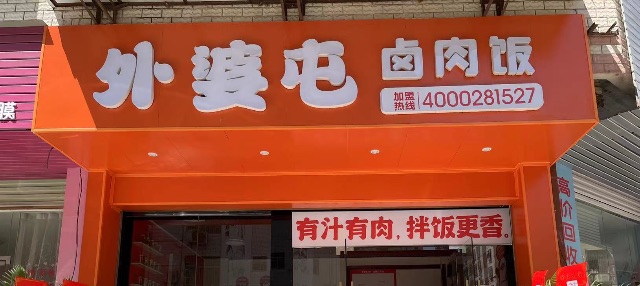 外婆屯
卤肉饭
加盟
热线
4000281527
有汁有肉,拌饭更香。
高价回收
膜